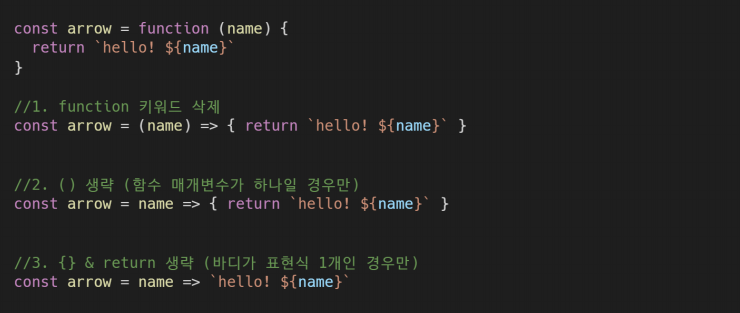 const arrow = function (name) {
  return `hello! ${name}`
}
//1. function 키워드 삭제
const arrow = (name) => { return `hello! ${name}` }
//2. () 생략 (함수 매개변수가 하나일 경우만)
const arrow = name => { return `hello! ${name}` }
//3. {} & return 생략 (바디가 표현식 1개인 경우만)
const arrow = name => `hello! ${name}`